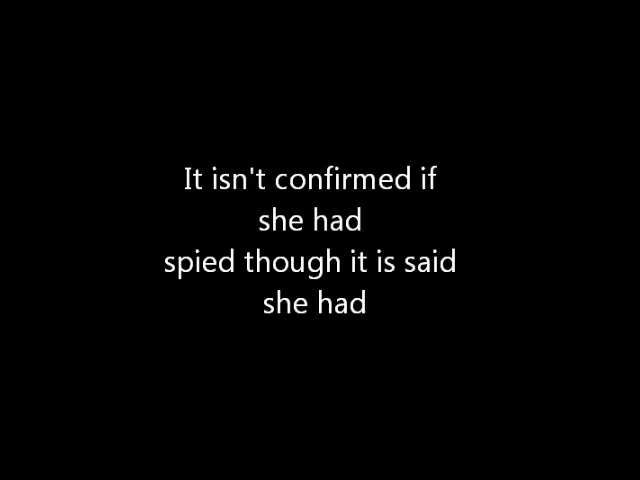 It isn't confirmed if
she had
spied though it is said
she had